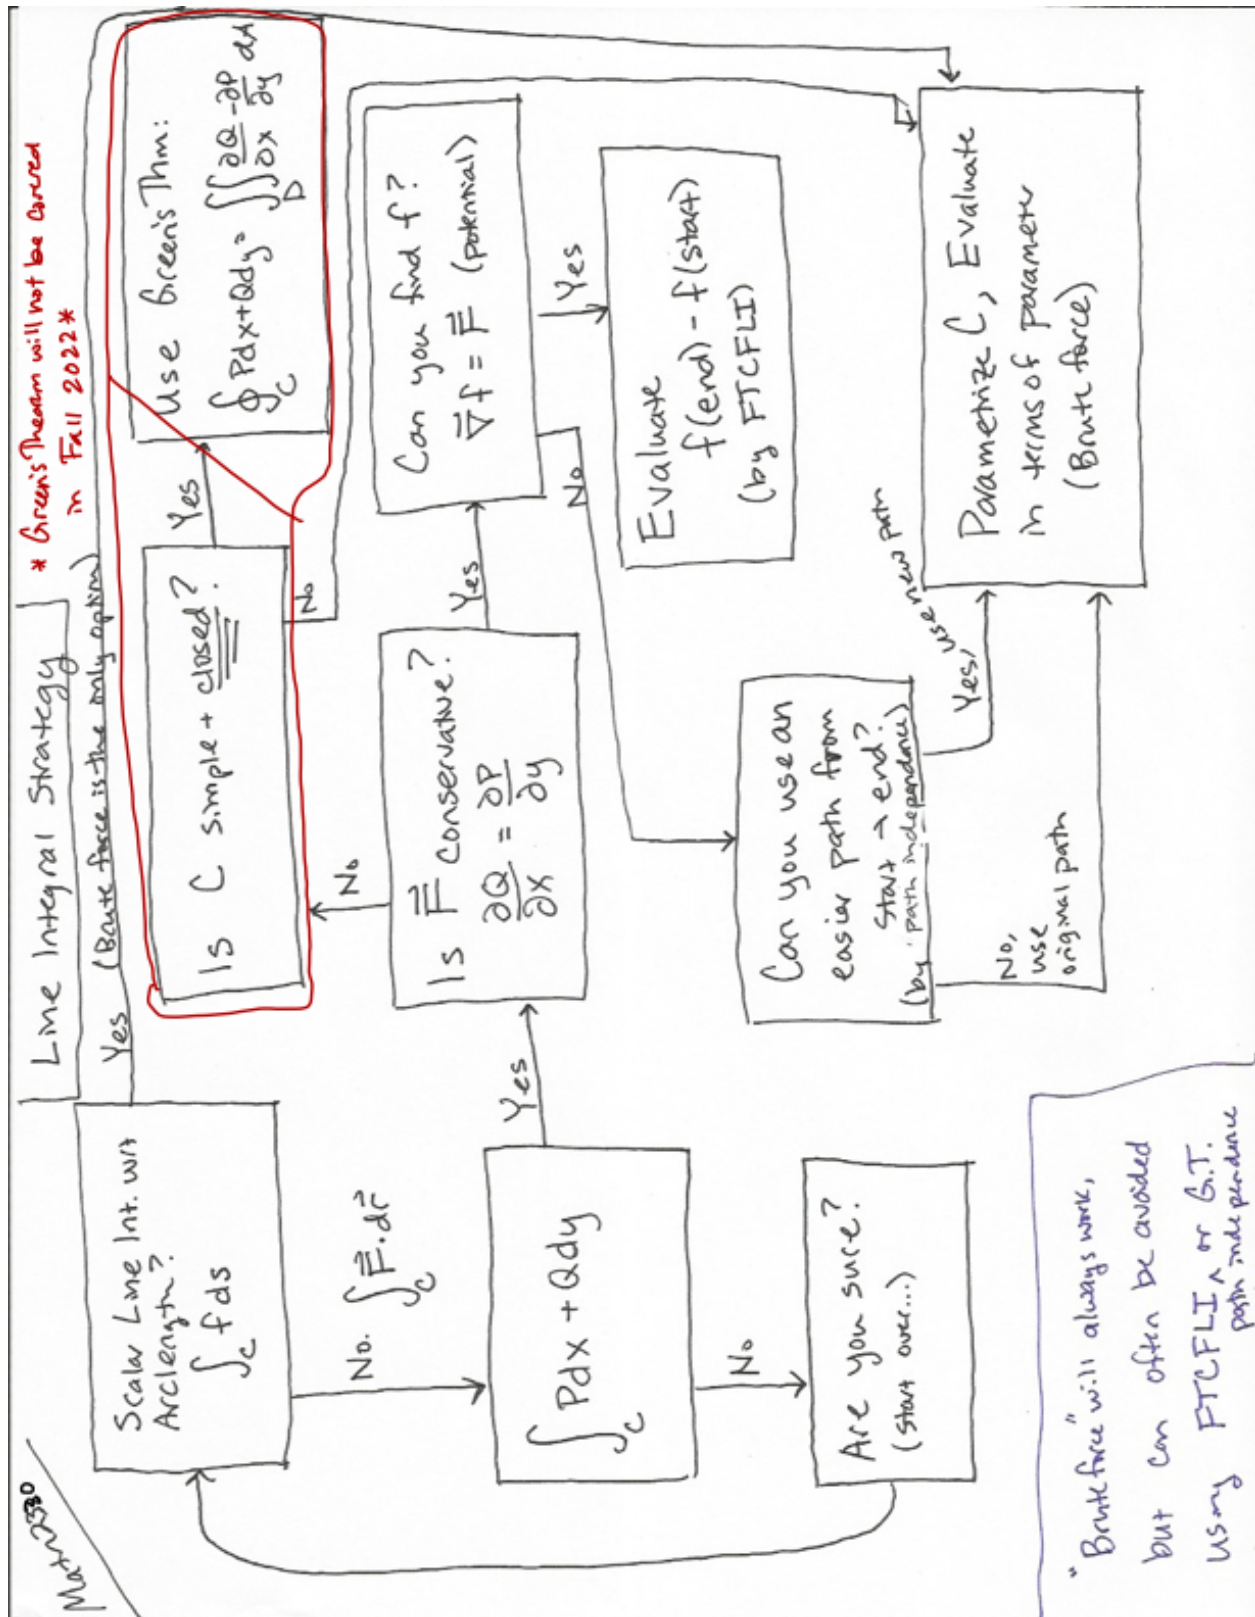 Math 2530
Line Integral Strategy
* Green's Theorem will not be covered
in Fall 2022 *
Scalar Line Int. wrt
Arclength?
∫_C f ds
Yes (Brute force is the only option)
No. ∫_C F⃗·dr⃗
∫_C Pdx + Qdy
Yes
No
Are you sure?
(start over...)
Is F⃗ conservative?
∂Q/∂x = ∂P/∂y
No
Yes
Is C simple + closed?
Yes
No
Use Green's Thm:
∮_C Pdx+Qdy = ∬_D ∂Q/∂x - ∂P/∂y dA
Can you find f?
∇⃗f = F⃗ (potential)
Yes
No
Evaluate
f(end) - f(start)
(by FTCFLI)
Can you use an
easier path from
start → end?
(by 'path independence)
Yes, use new path
No,
use
original path
Parametrize C, Evaluate
in terms of parameter
(Brute force)
"Brute force" will always work,
but can often be avoided
using FTCFLI ^ or G.T.
path independence